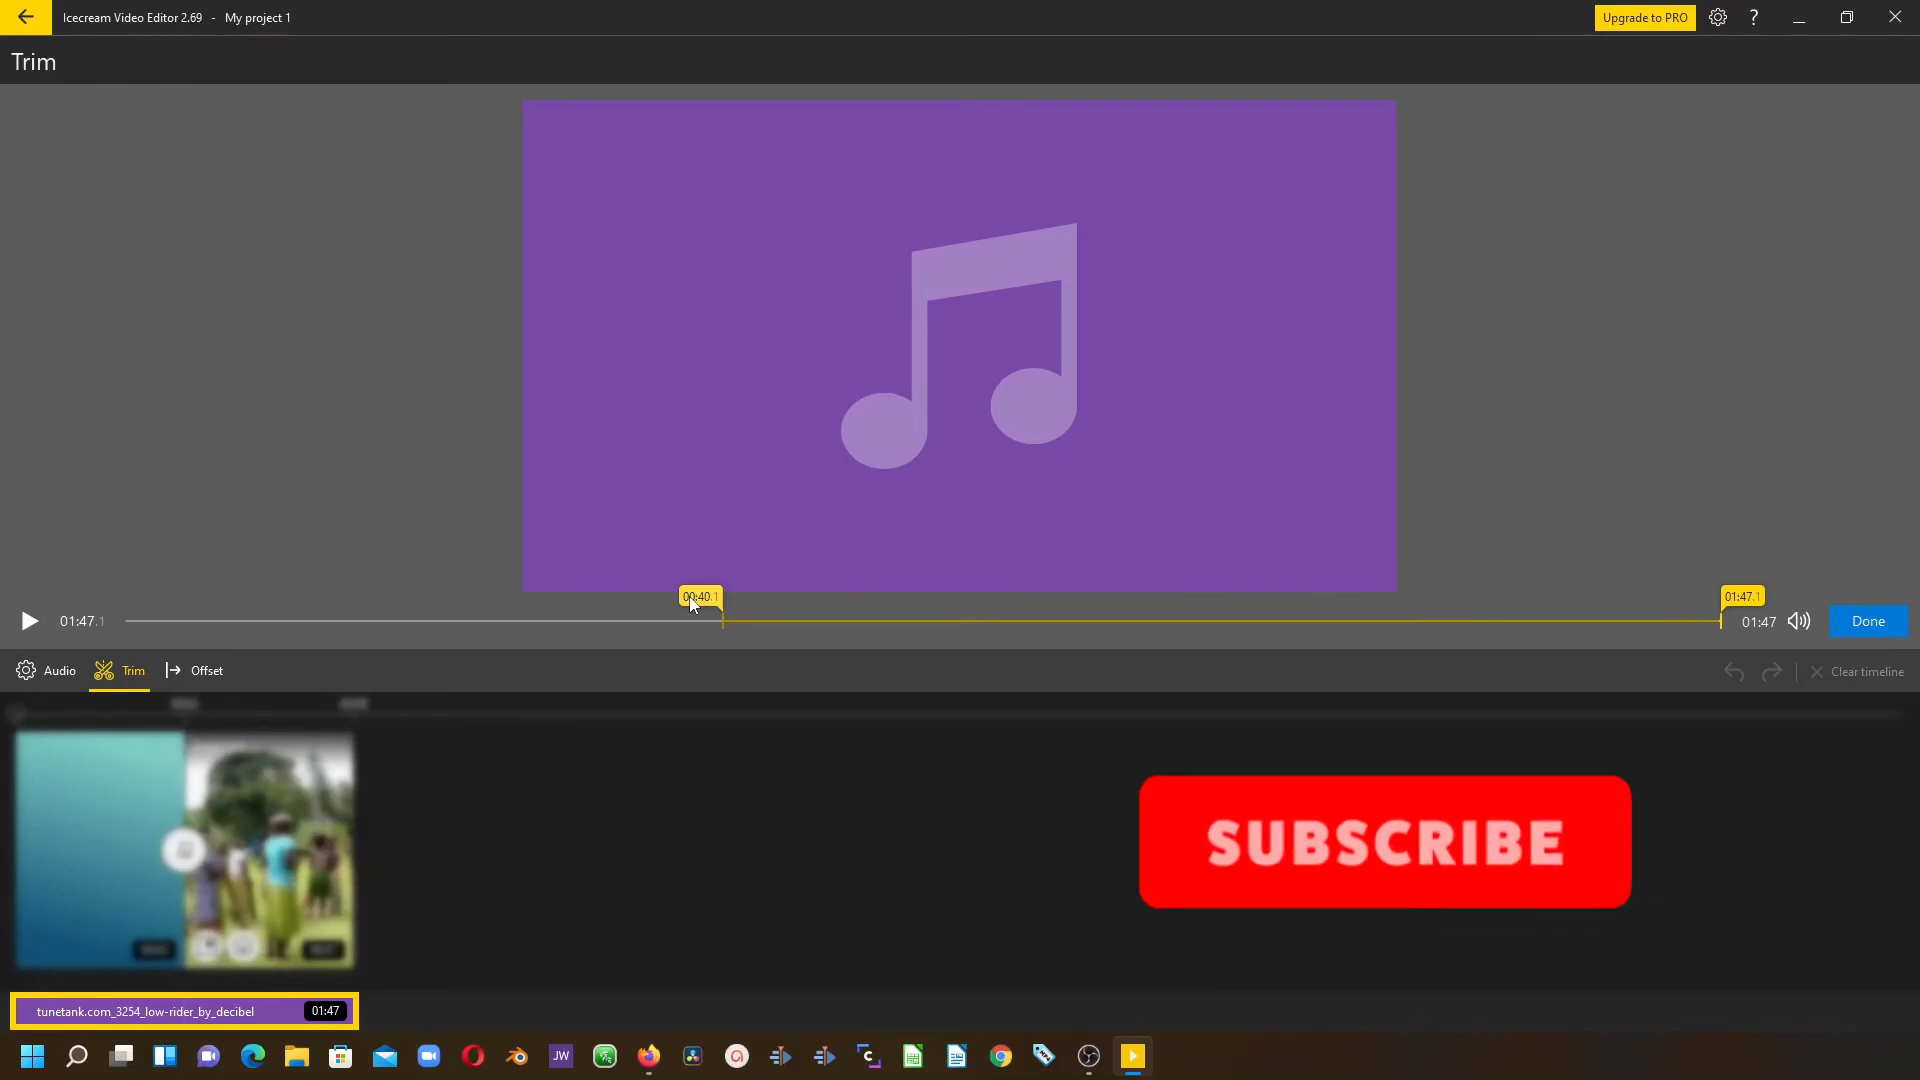 Icecream Video Editor 2.69 - My project 1
Upgrade to PRO
?
Trim
00:40.1
01:47.1
01:47.1
01:47
Done
Audio
Trim
Offset
Clear timeline
SUBSCRIBE
tunetank.com_3254_low-rider_by_decibel
01:47
JW